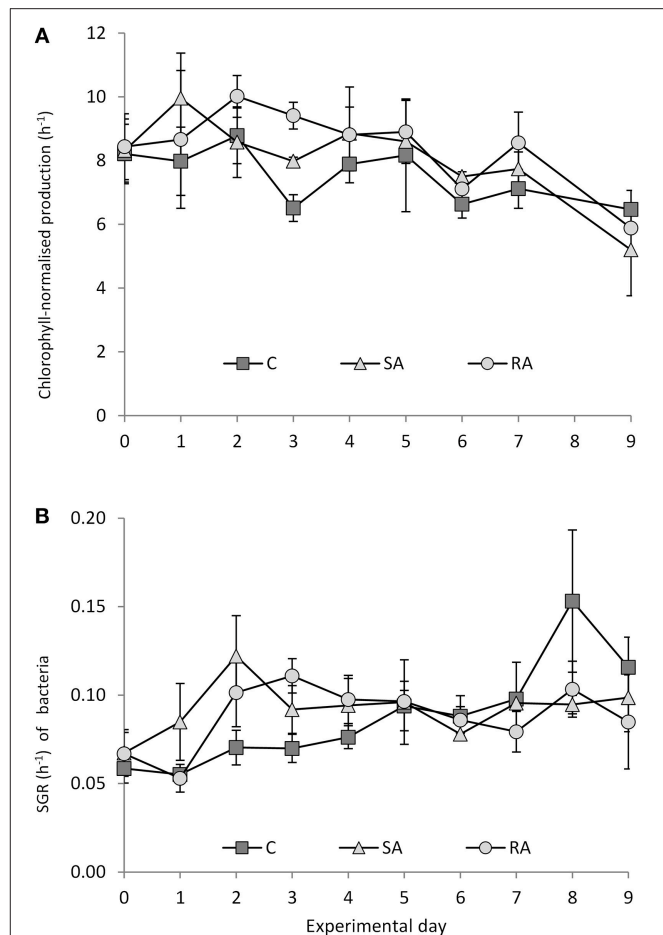 A
Chlorophyll-normalised production (h⁻¹)
12
10
8
6
4
2
0
C SA RA
0 1 2 3 4 5 6 7 8 9
B
SGR (h⁻¹) of bacteria
0.20
0.15
0.10
0.05
0.00
C SA RA
0 1 2 3 4 5 6 7 8 9
Experimental day